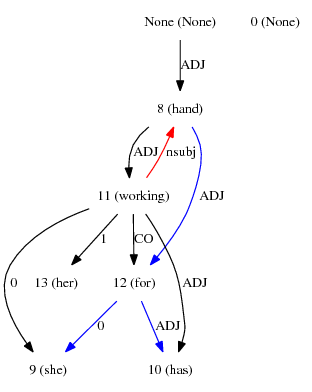 None (None) 0 (None)
ADJ
8 (hand)
ADJ nsubj
11 (working) ADJ
0 1 CO ADJ
13 (her) 12 (for)
0 ADJ
9 (she) 10 (has)